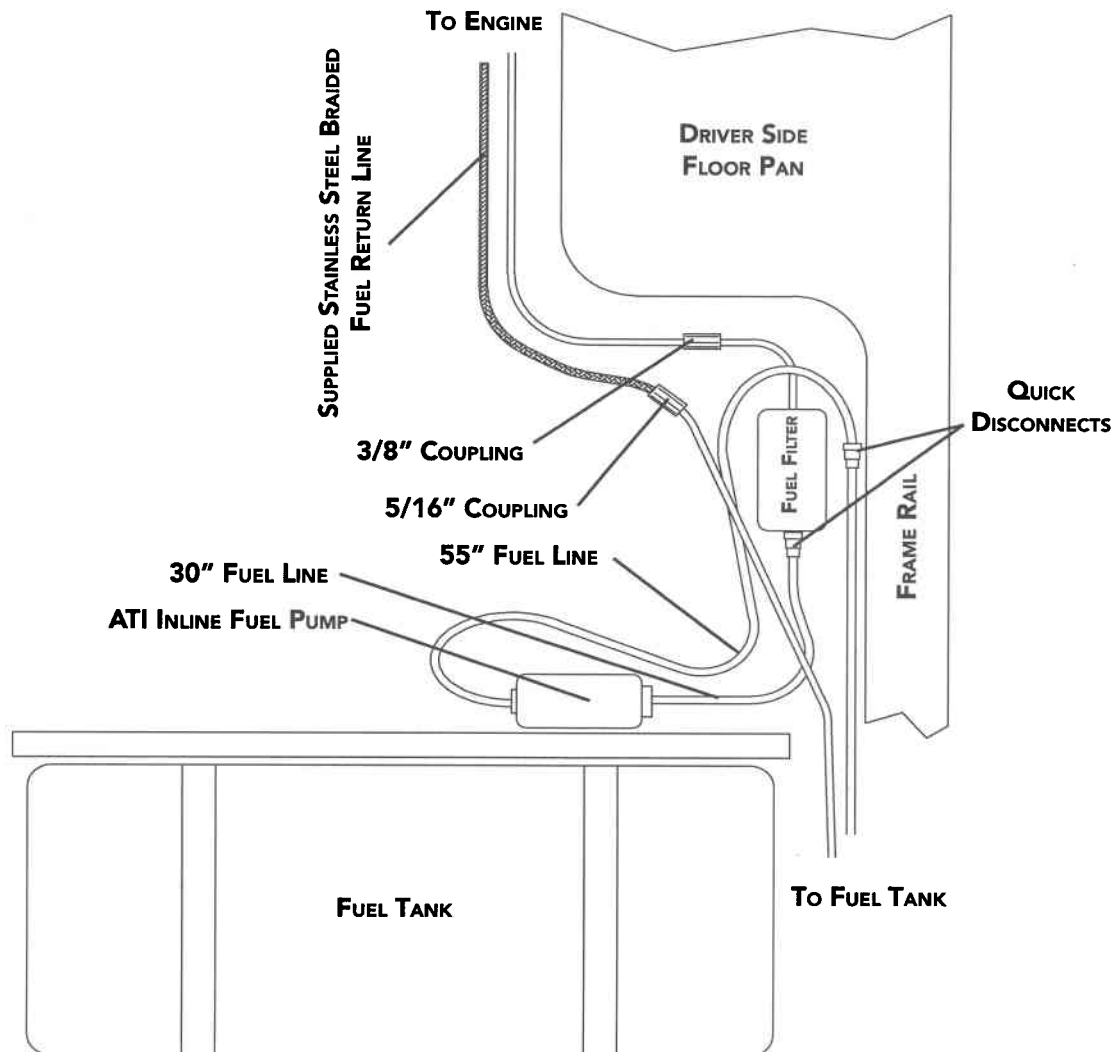 To Engine
Supplied Stainless Steel Braided
Fuel Return Line
Driver Side
Floor Pan
Quick
Disconnects
3/8" Coupling
Fuel Filter
5/16" Coupling
Frame Rail
55" Fuel Line
30" Fuel Line
ATI Inline Fuel Pump
Fuel Tank
To Fuel Tank